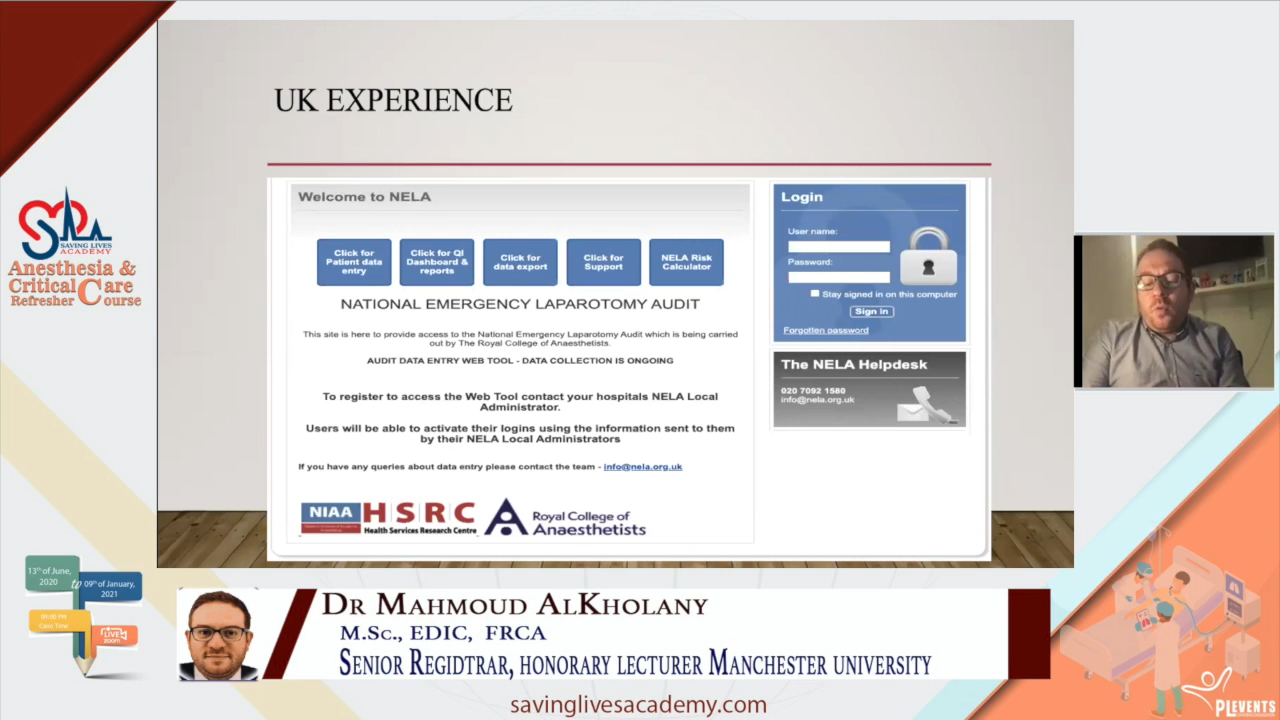 UK EXPERIENCE
Welcome to NELA
Click for
Patient data
entry
Click for QI
Dashboard &
reports
Click for
data export
Click for
Support
NELA Risk
Calculator
NATIONAL EMERGENCY LAPAROTOMY AUDIT
This site is here to provide access to the National Emergency Laparotomy Audit which is being carried
out by The Royal College of Anaesthetists.
AUDIT DATA ENTRY WEB TOOL - DATA COLLECTION IS ONGOING
To register to access the Web Tool contact your hospitals NELA Local
Administrator.
Users will be able to activate their logins using the information sent to them
by their NELA Local Administrators
If you have any queries about data entry please contact the team - info@nela.org.uk
NIAA
HSRC
Health Services Research Centre
Royal College of
Anaesthetists
Login
User name:
Password:
Stay signed in on this computer
Sign in
Forgotten password
The NELA Helpdesk
020 7092 1580
info@nela.org.uk
SAVING LIVES
ACADEMY
Anesthesia &
Critical Care
Refresher Course
13th of June,
2020
to
09th of January,
2021
Cairo Time
LIVE
zoom
DR MAHMOUD ALKHOLANY
M.SC., EDIC, FRCA
SENIOR REGIDTRAR, HONORARY LECTURER MANCHESTER UNIVERSITY
savinglivesacademy.com
PLEVENTS